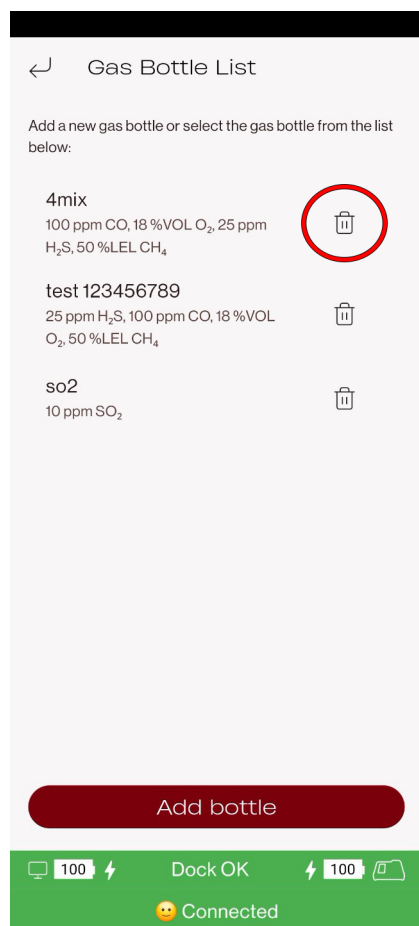 Gas Bottle List
Add a new gas bottle or select the gas bottle from the list
below:
4mix
100 ppm CO, 18 %VOL O₂, 25 ppm
H₂S, 50 %LEL CH₄
test 123456789
25 ppm H₂S, 100 ppm CO, 18 %VOL
O₂, 50 %LEL CH₄
so2
10 ppm SO₂
Add bottle
100 Dock OK 100
Connected